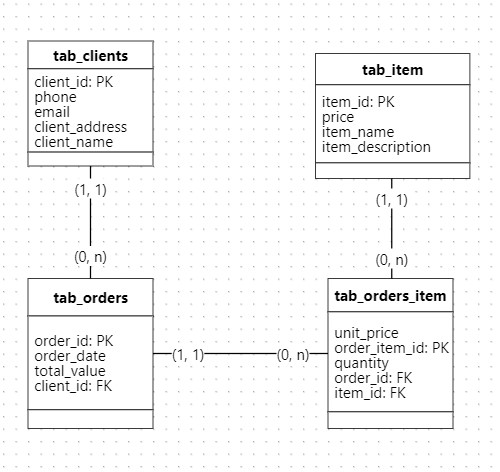 tab_clients
client_id: PK
phone
email
client_address
client_name
tab_item
item_id: PK
price
item_name
item_description
(1, 1)
(0, n)
(1, 1)
(0, n)
tab_orders
order_id: PK
order_date
total_value
client_id: FK
(1, 1)
(0, n)
tab_orders_item
unit_price
order_item_id: PK
quantity
order_id: FK
item_id: FK